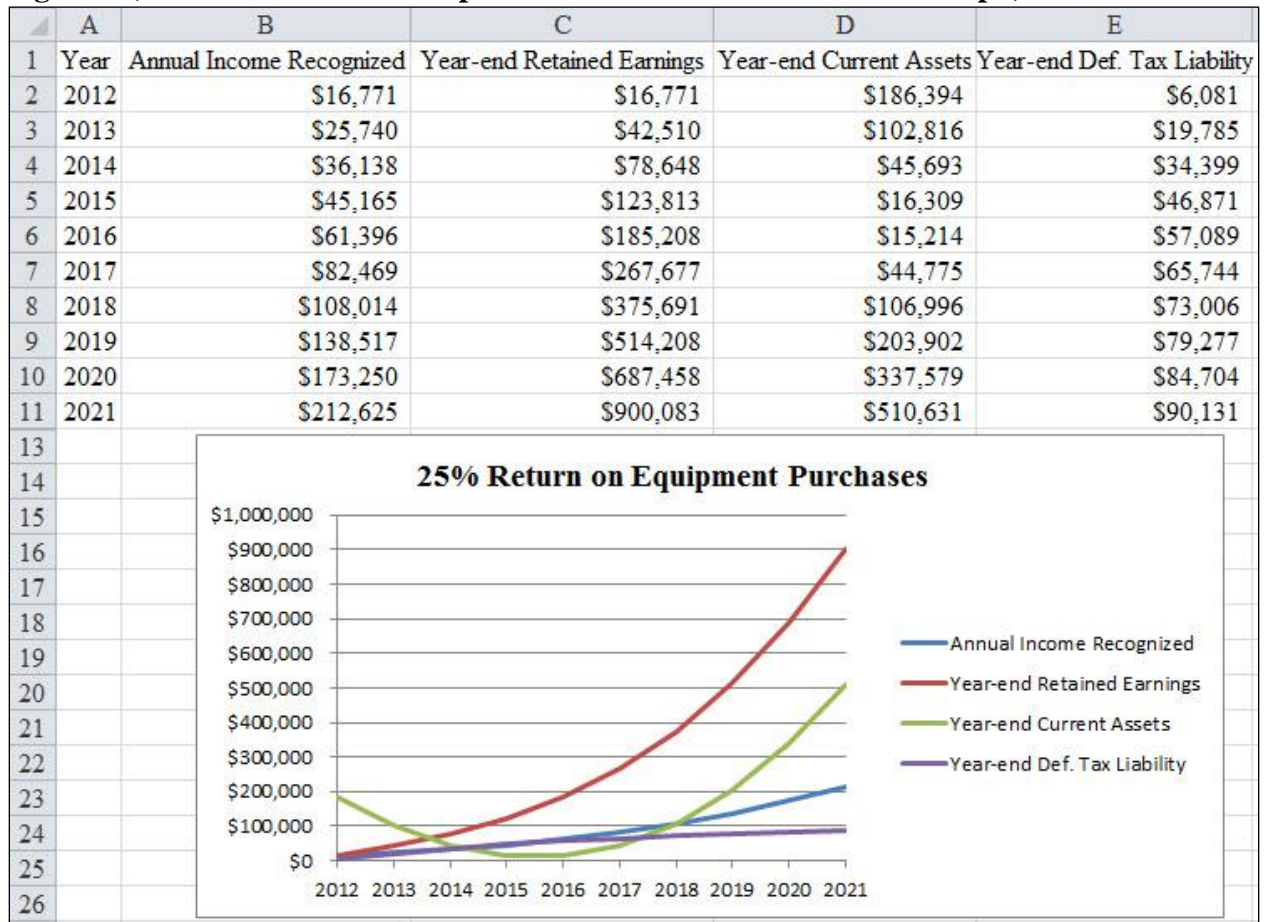 A B C D E
1 Year Annual Income Recognized Year-end Retained Earnings Year-end Current Assets Year-end Def. Tax Liability
2 2012 $16,771 $16,771 $186,394 $6,081
3 2013 $25,740 $42,510 $102,816 $19,785
4 2014 $36,138 $78,648 $45,693 $34,399
5 2015 $45,165 $123,813 $16,309 $46,871
6 2016 $61,396 $185,208 $15,214 $57,089
7 2017 $82,469 $267,677 $44,775 $65,744
8 2018 $108,014 $375,691 $106,996 $73,006
9 2019 $138,517 $514,208 $203,902 $79,277
10 2020 $173,250 $687,458 $337,579 $84,704
11 2021 $212,625 $900,083 $510,631 $90,131
13
14
15
16
17
18
19
20
21
22
23
24
25
26
25% Return on Equipment Purchases
$1,000,000
$900,000
$800,000
$700,000
$600,000
$500,000
$400,000
$300,000
$200,000
$100,000
$0
2012 2013 2014 2015 2016 2017 2018 2019 2020 2021
Annual Income Recognized
Year-end Retained Earnings
Year-end Current Assets
Year-end Def. Tax Liability